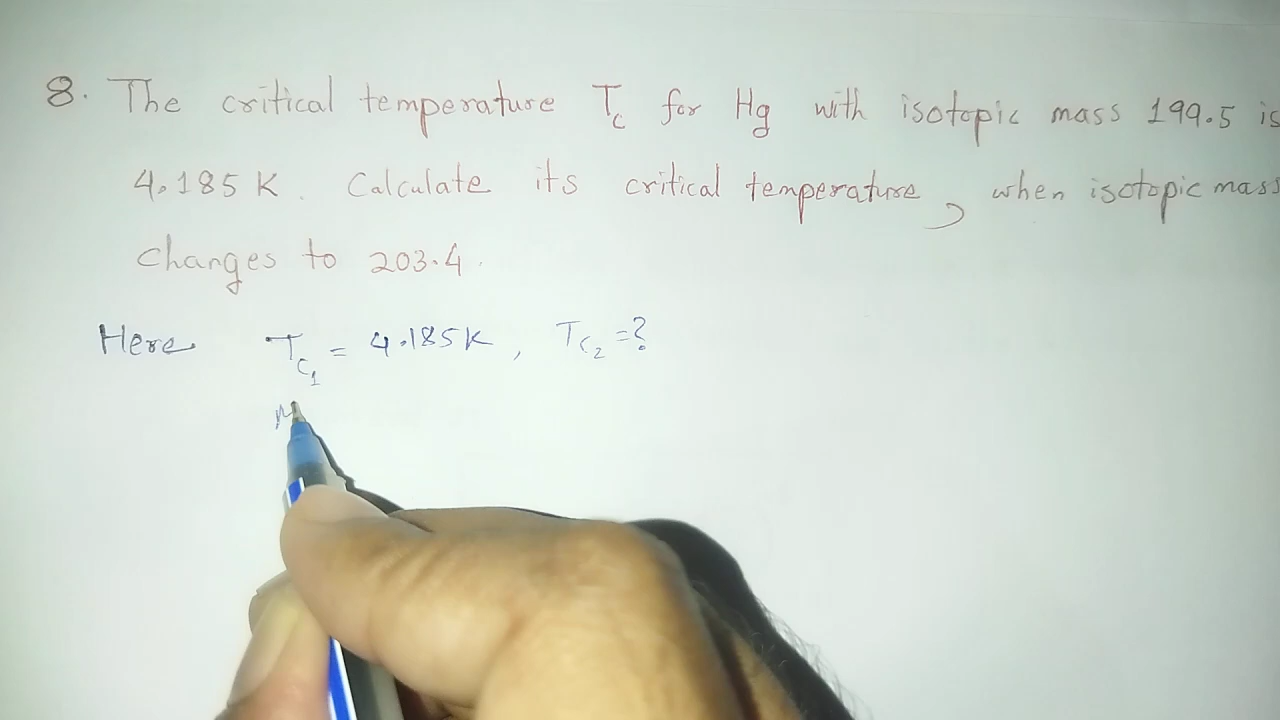 8. The critical temperature Tc for Hg with isotopic mass 199.5 is
4.185 K. Calculate its critical temperature, when isotopic mass
changes to 203.4.
Here Tc1 = 4.185K, Tc2 = ?
M